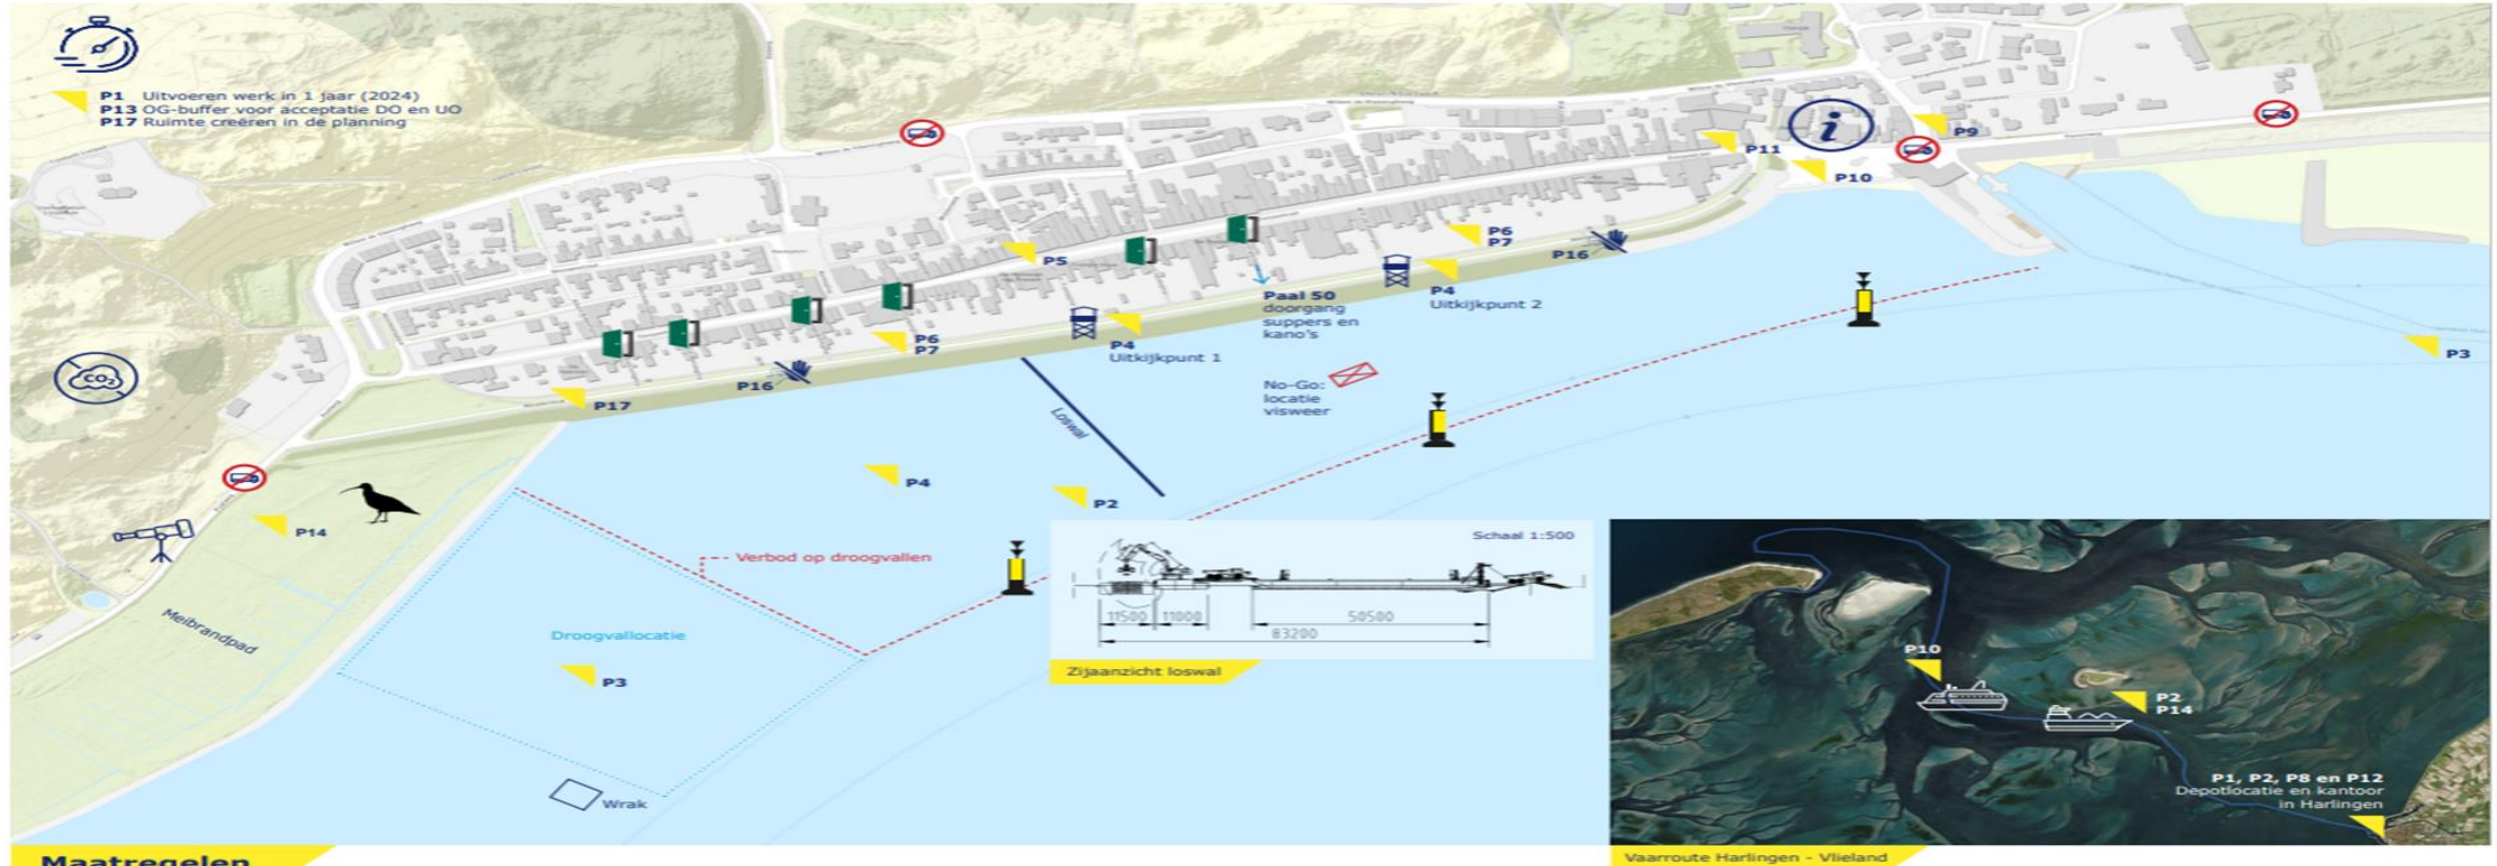 P1 Uitvoeren werk in 1 jaar (2024)
P13 OG-buffer voor acceptatie DO en UO
P17 Ruimte creëren in de planning
CO₂
i
P9
P11
P10
P5
P6
P7
P16
P4
Uitkijkpunt 2
Paal 50
doorgang
suppers en
kano's
P6
P7
P4
Uitkijkpunt 1
P16
P17
P3
No-Go:
locatie
visweer
Loswal
P4
P2
P14
Meibrandpad
Verbod op droogvallen
Droogvallocatie
P3
Wrak
Schaal 1:500
11500
11000
50500
83200
Zijaanzicht loswal
P10
P2
P14
P1, P2, P8 en P12
Depotlocatie en kantoor
in Harlingen
Maatregelen
Vaarroute Harlingen - Vlieland